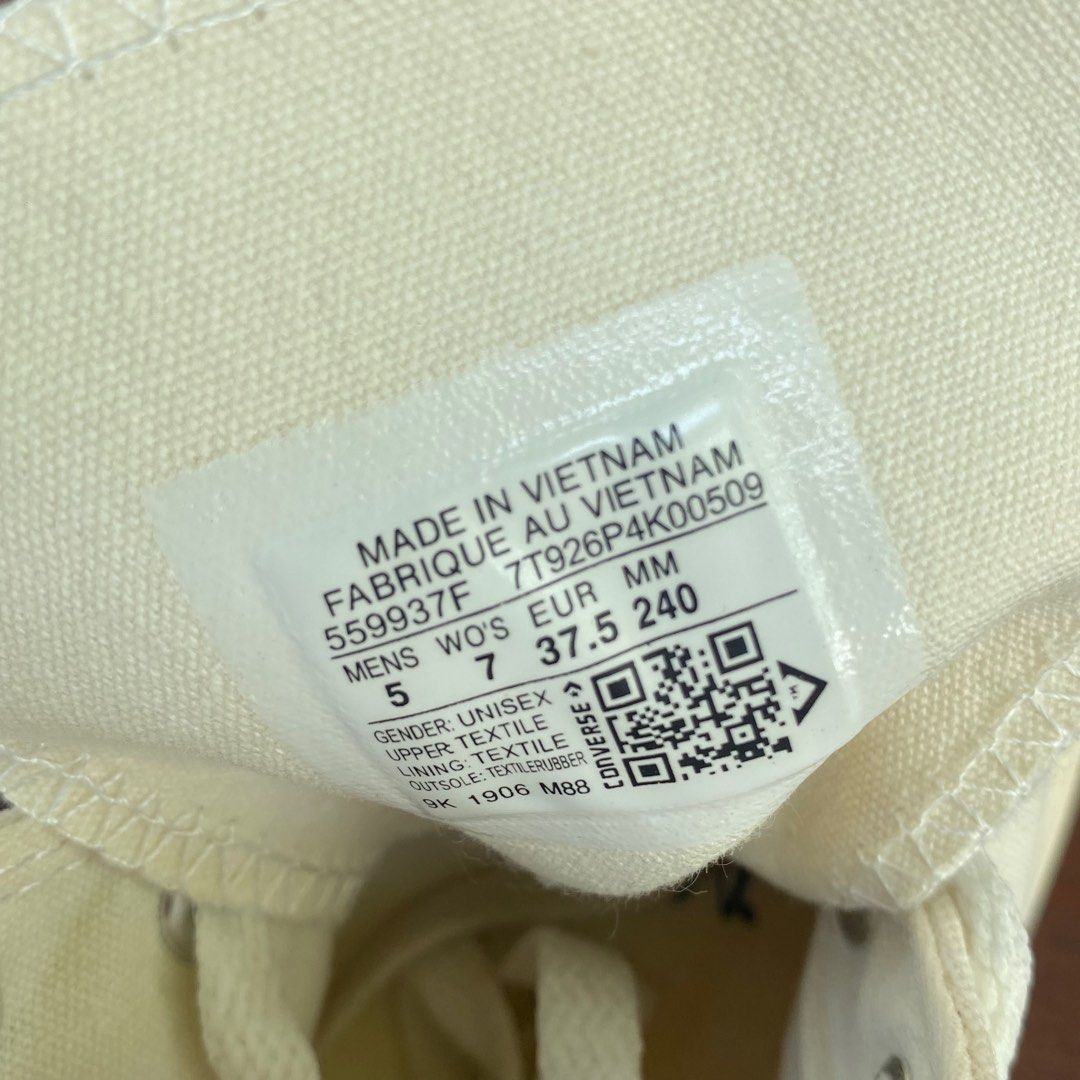 MADE IN VIETNAM
FABRIQUE AU VIETNAM
559937F 7T926P4K00509
MENS WO'S EUR MM
5 7 37.5 240
GENDER: UNISEX
UPPER: TEXTILE
LINING: TEXTILE
OUTSOLE: TEXTILERUBBER
9K 1906 M88
CONVERSE